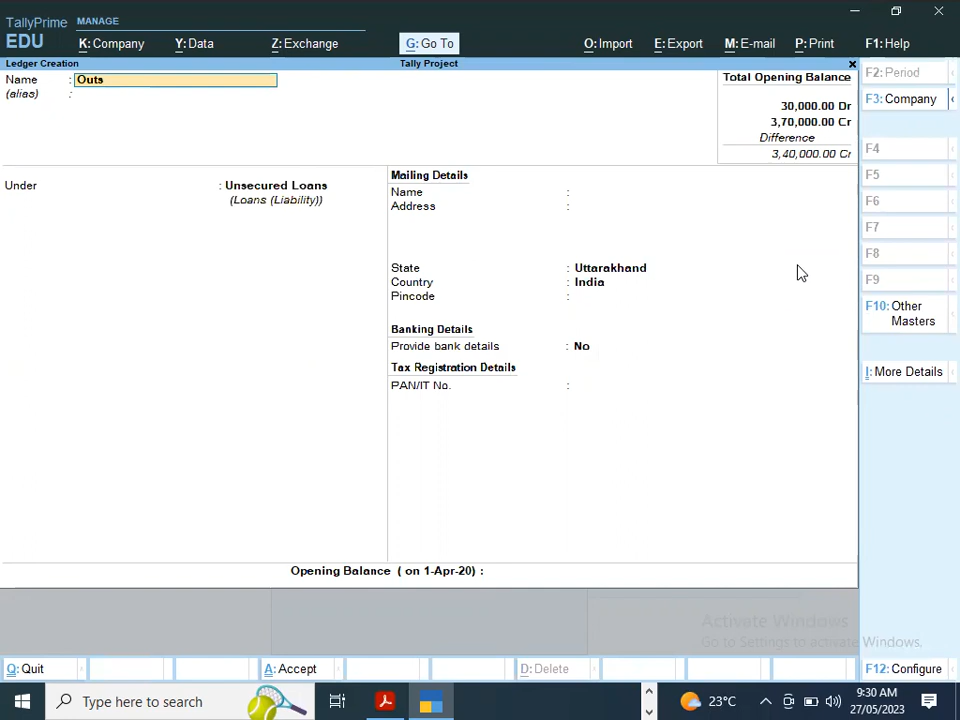 TallyPrime MANAGE
EDU K: Company Y: Data Z: Exchange G: Go To O: Import E: Export M: E-mail P: Print F1: Help
Ledger Creation Tally Project
Name : Outs
(alias) :
Total Opening Balance
30,000.00 Dr
3,70,000.00 Cr
Difference
3,40,000.00 Cr
Under : Unsecured Loans
(Loans (Liability))
Mailing Details
Name :
Address :
State : Uttarakhand
Country : India
Pincode :
Banking Details
Provide bank details : No
Tax Registration Details
PAN/IT No. :
Opening Balance ( on 1-Apr-20) :
F2: Period
F3: Company
F4
F5
F6
F7
F8
F9
F10: Other
Masters
I: More Details
Activate Windows
Go to Settings to activate Windows.
Q: Quit A: Accept D: Delete F12: Configure
Type here to search 23°C 9:30 AM
27/05/2023